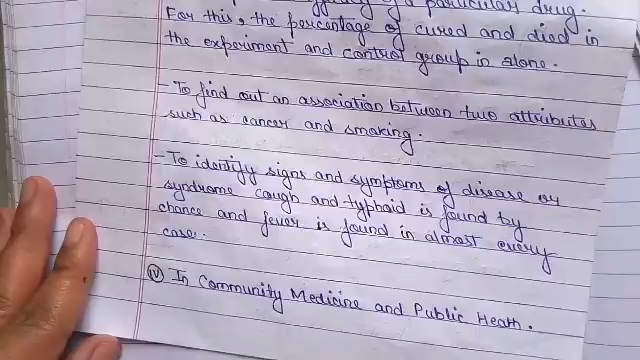 of a particular drug.
For this, the percentage of cured and died in
the experiment and control group in alone.
- To find out an association between two attributes
such as cancer and smoking.
- To identify signs and symptoms of disease or
syndrome cough and typhoid is found by
chance and fever is found in almost every
case.
(iv) In Community Medicine and Public Heath.